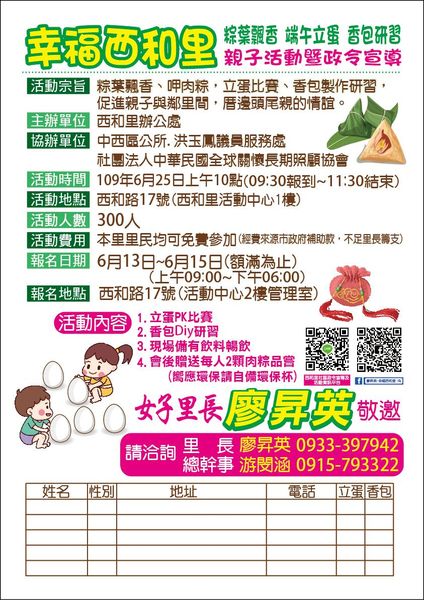 幸福西和里
粽葉飄香 端午立蛋 香包研習
親子活動暨政令宣導
活動宗旨 粽葉飄香、呷肉粽，立蛋比賽、香包製作研習，
促進親子與鄰里間，厝邊頭尾親的情誼。
主辦單位 西和里辦公處
協辦單位 中西區公所．洪玉鳳議員服務處
社團法人中華民國全球關懷長期照顧協會
活動時間 109年6月25日上午10點(09:30報到~11:30結束)
活動地點 西和路17號(西和里活動中心1樓)
活動人數 300人
活動費用 本里里民均可免費參加(經費來源市政府補助款，不足里長籌支)
報名日期 6月13日~6月15日(額滿為止)
(上午09:00~下午06:00)
報名地點 西和路17號(活動中心2樓管理室)
活動內容
1. 立蛋PK比賽
2. 香包Diy研習
3. 現場備有飲料暢飲
4. 會後贈送每人2顆肉粽品嘗
(響應環保請自備環保杯)
女好里長 廖昇英 敬邀
請洽詢 里長 廖昇英 0933-397942
總幹事 游閔涵 0915-793322
姓名 性別 地址 電話 立蛋 香包